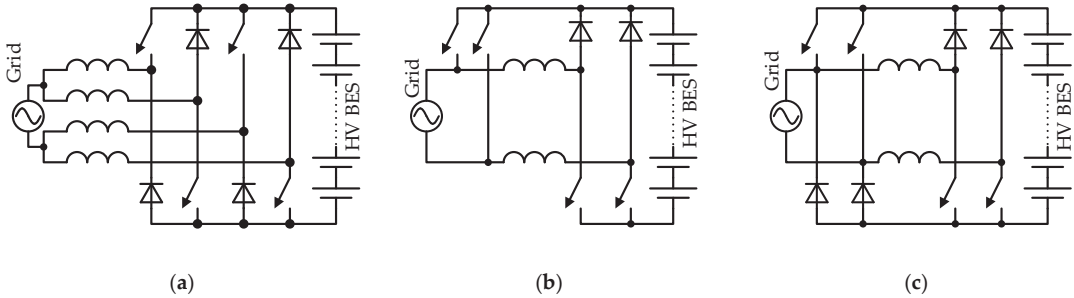 Grid
HV BES
Grid
HV BES
Grid
HV BES
(a)
(b)
(c)